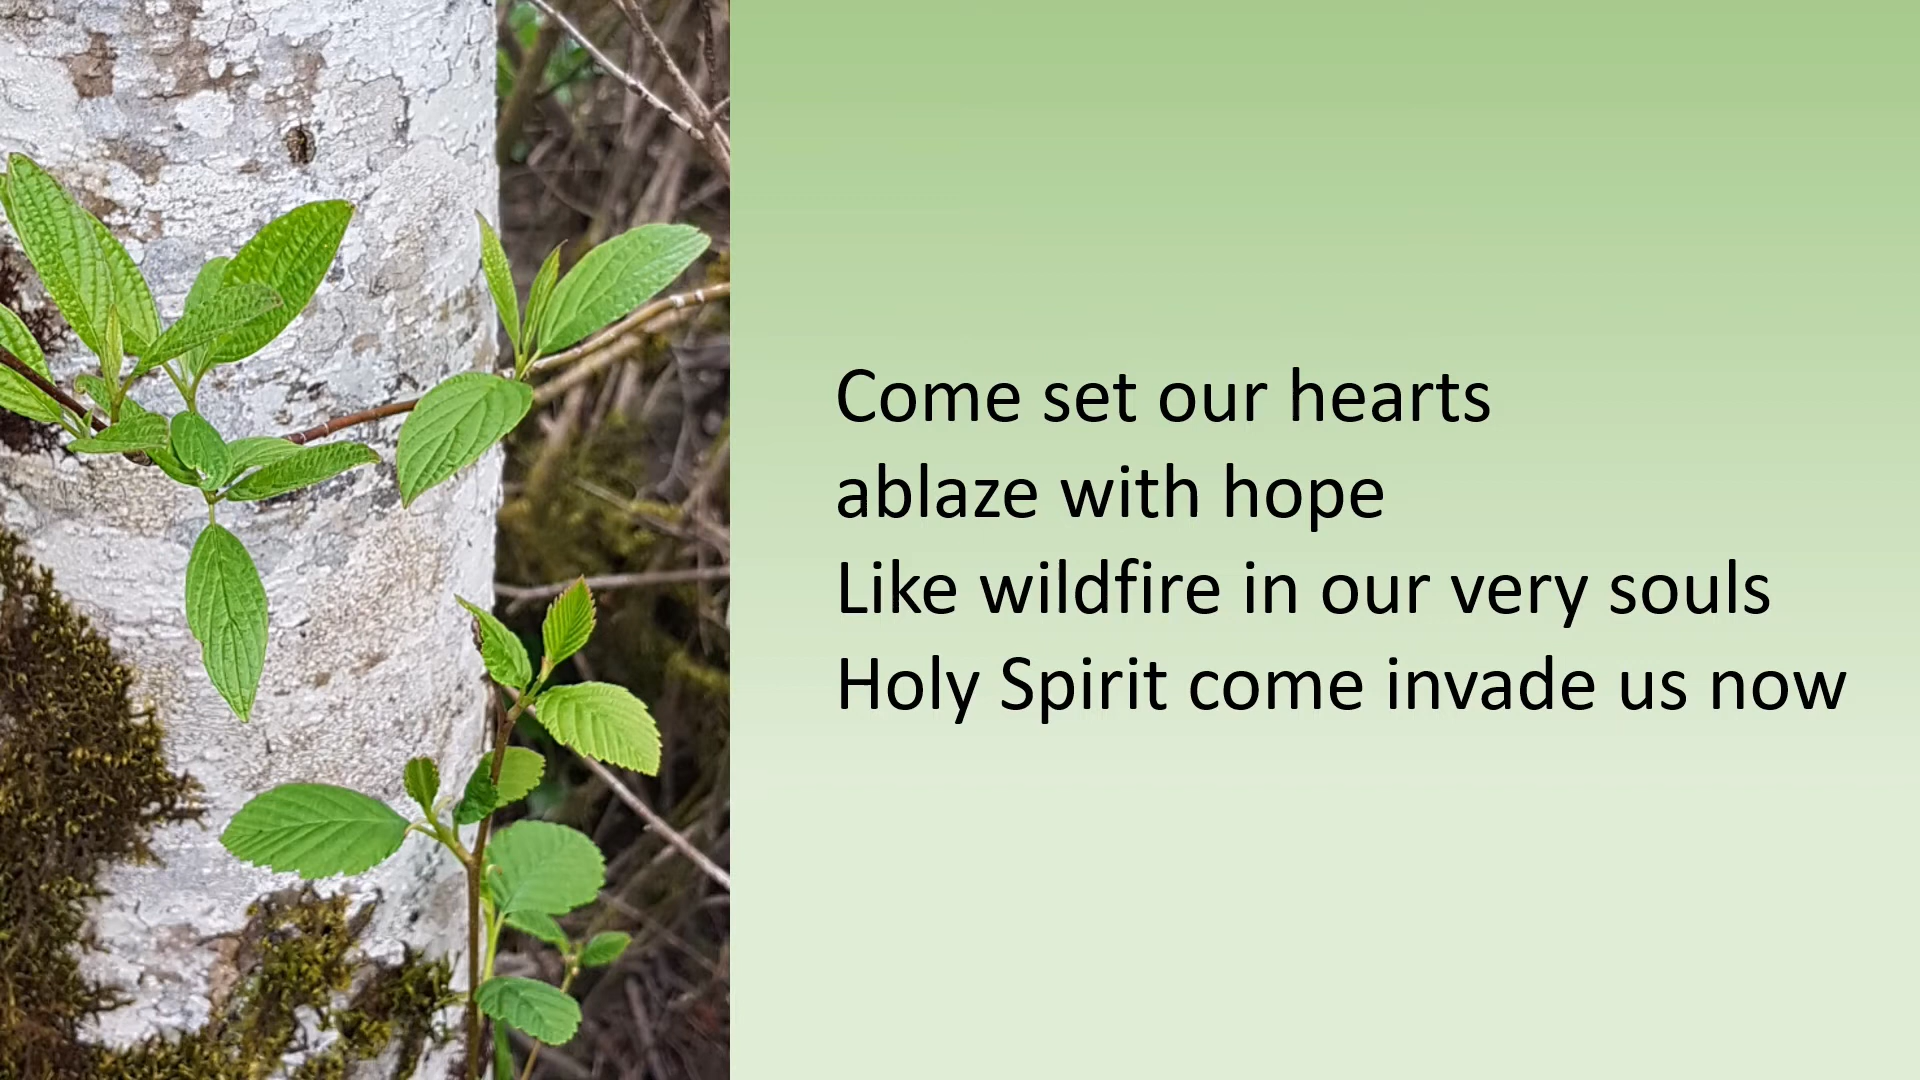 Come set our hearts
ablaze with hope
Like wildfire in our very souls
Holy Spirit come invade us now